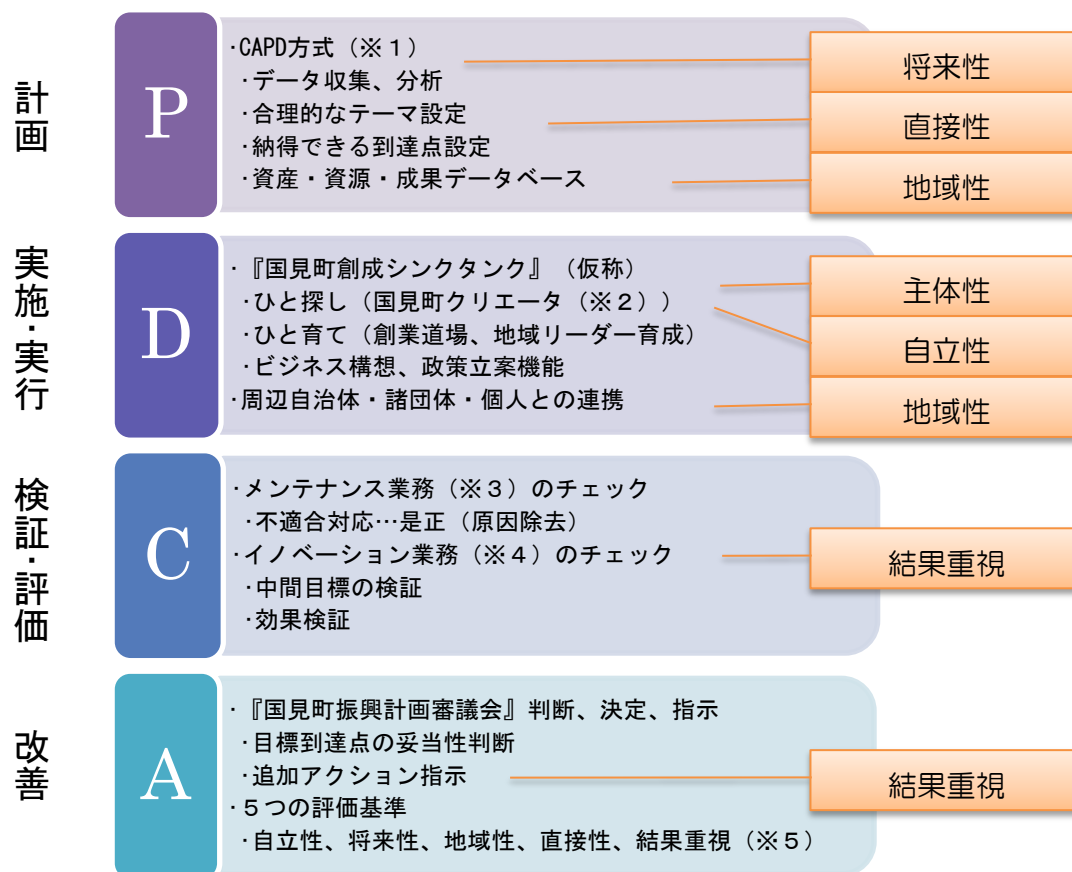 計画
P
・CAPD方式(※1)
・データ収集、分析
・合理的なテーマ設定
・納得できる到達点設定
・資産・資源・成果データベース
将来性
直接性
地域性
実施・実行
D
・『国見町創成シンクタンク』(仮称)
・ひと探し(国見町クリエータ(※2))
・ひと育て(創業道場、地域リーダー育成)
・ビジネス構想、政策立案機能
・周辺自治体・諸団体・個人との連携
主体性
自立性
地域性
検証・評価
C
・メンテナンス業務(※3)のチェック
・不適合対応…是正(原因除去)
・イノベーション業務(※4)のチェック
・中間目標の検証
・効果検証
結果重視
改善
A
・『国見町振興計画審議会』判断、決定、指示
・目標到達点の妥当性判断
・追加アクション指示
・5つの評価基準
・自立性、将来性、地域性、直接性、結果重視(※5)
結果重視